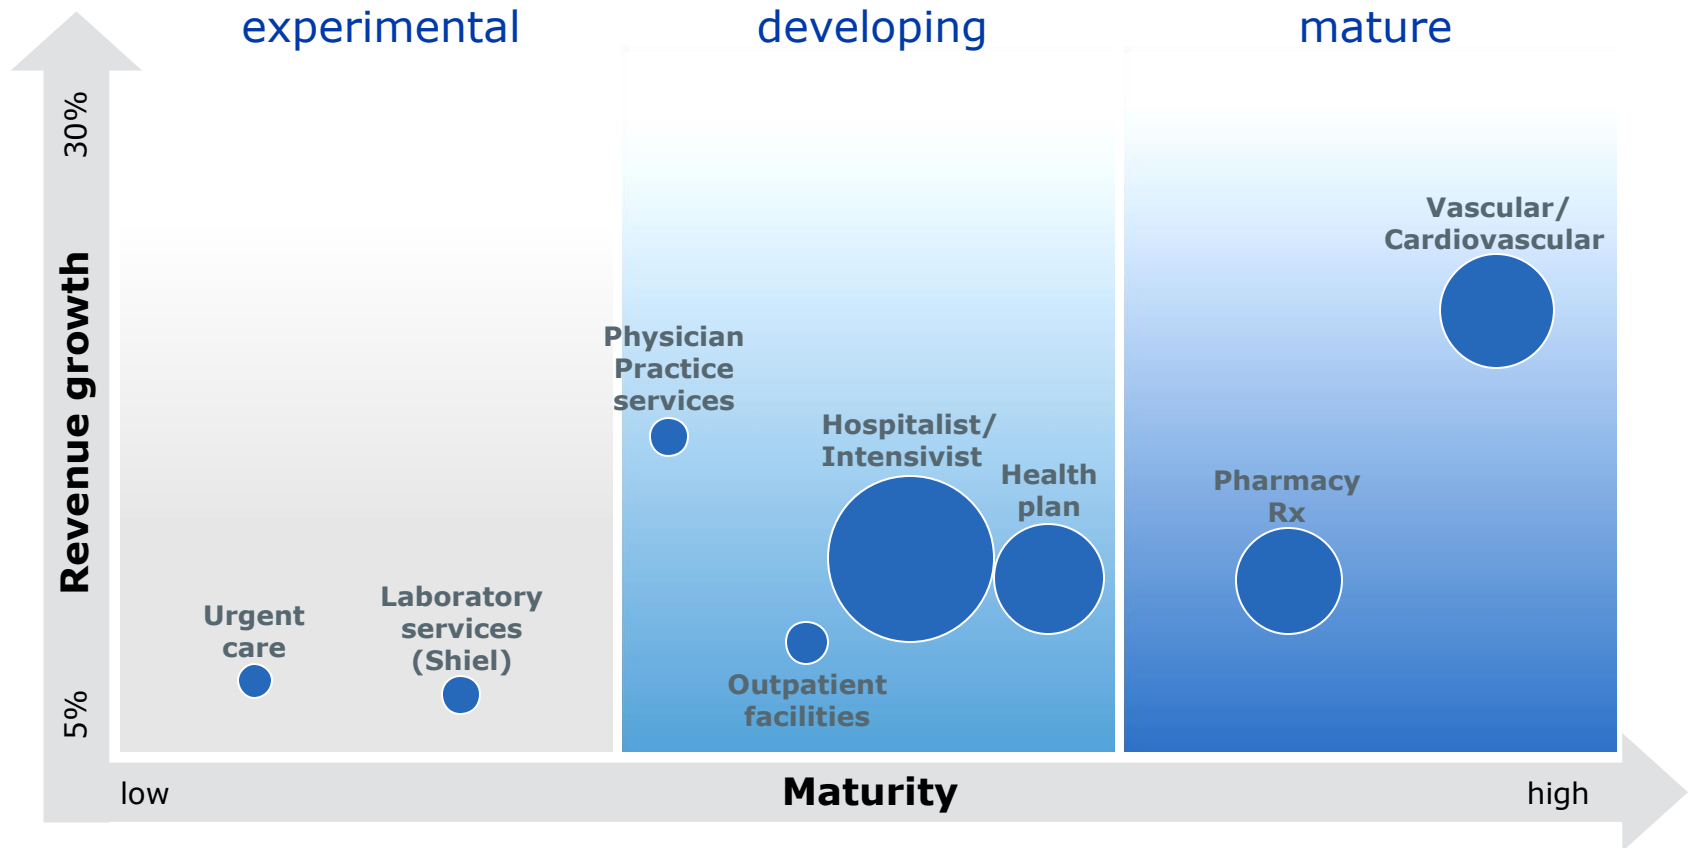 experimental
developing
mature
30%
Revenue growth
5%
Vascular/
Cardiovascular
Physician
Practice
services
Hospitalist/
Intensivist
Health
plan
Pharmacy
Rx
Urgent
care
Laboratory
services
(Shiel)
Outpatient
facilities
low
Maturity
high